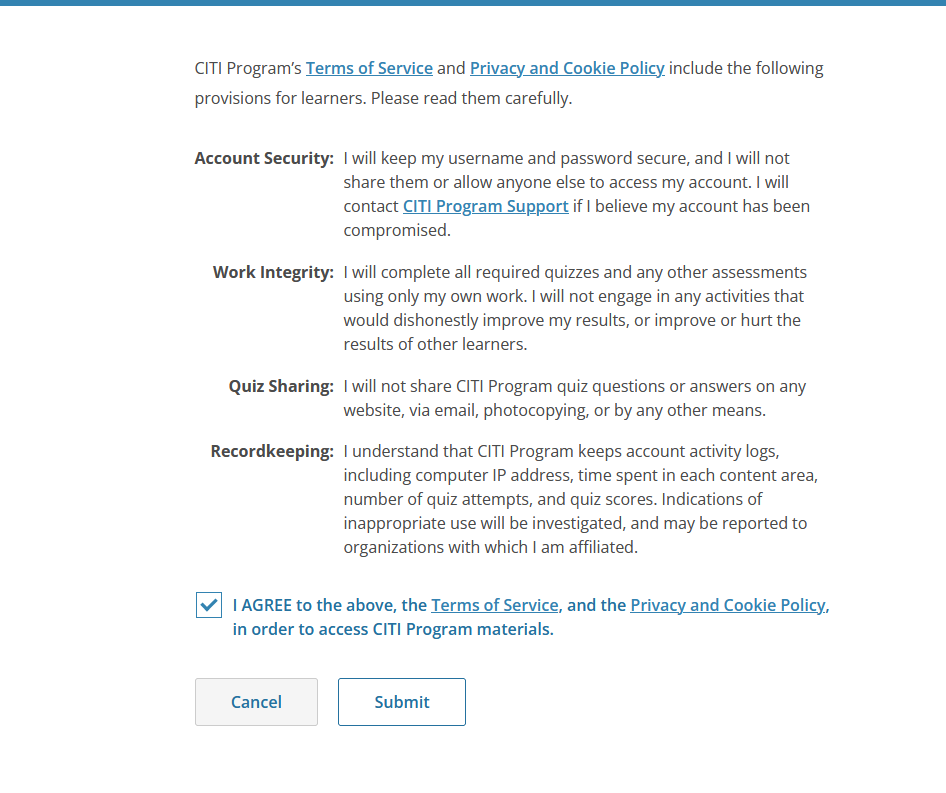 CITI Program’s Terms of Service and Privacy and Cookie Policy include the following
provisions for learners. Please read them carefully.
Account Security: I will keep my username and password secure, and I will not
share them or allow anyone else to access my account. I will
contact CITI Program Support if I believe my account has been
compromised.
Work Integrity: I will complete all required quizzes and any other assessments
using only my own work. I will not engage in any activities that
would dishonestly improve my results, or improve or hurt the
results of other learners.
Quiz Sharing: I will not share CITI Program quiz questions or answers on any
website, via email, photocopying, or by any other means.
Recordkeeping: I understand that CITI Program keeps account activity logs,
including computer IP address, time spent in each content area,
number of quiz attempts, and quiz scores. Indications of
inappropriate use will be investigated, and may be reported to
organizations with which I am affiliated.
I AGREE to the above, the Terms of Service, and the Privacy and Cookie Policy,
in order to access CITI Program materials.
Cancel Submit